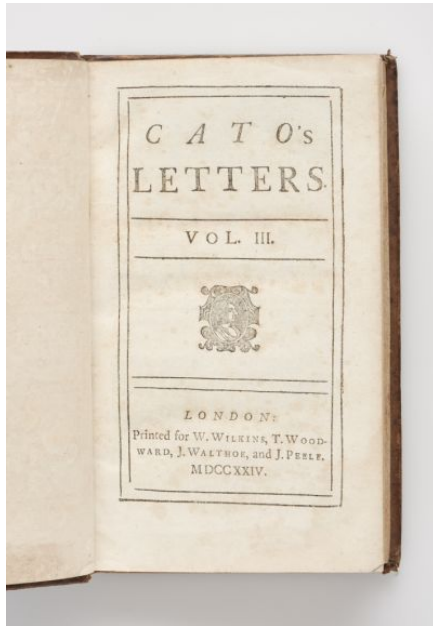 CATO's
LETTERS.
VOL. III.
LONDON:
Printed for W. WILKINS, T. WOOD-
WARD, J. WALTHOE, and J. PEELE.
MDCCXXIV.